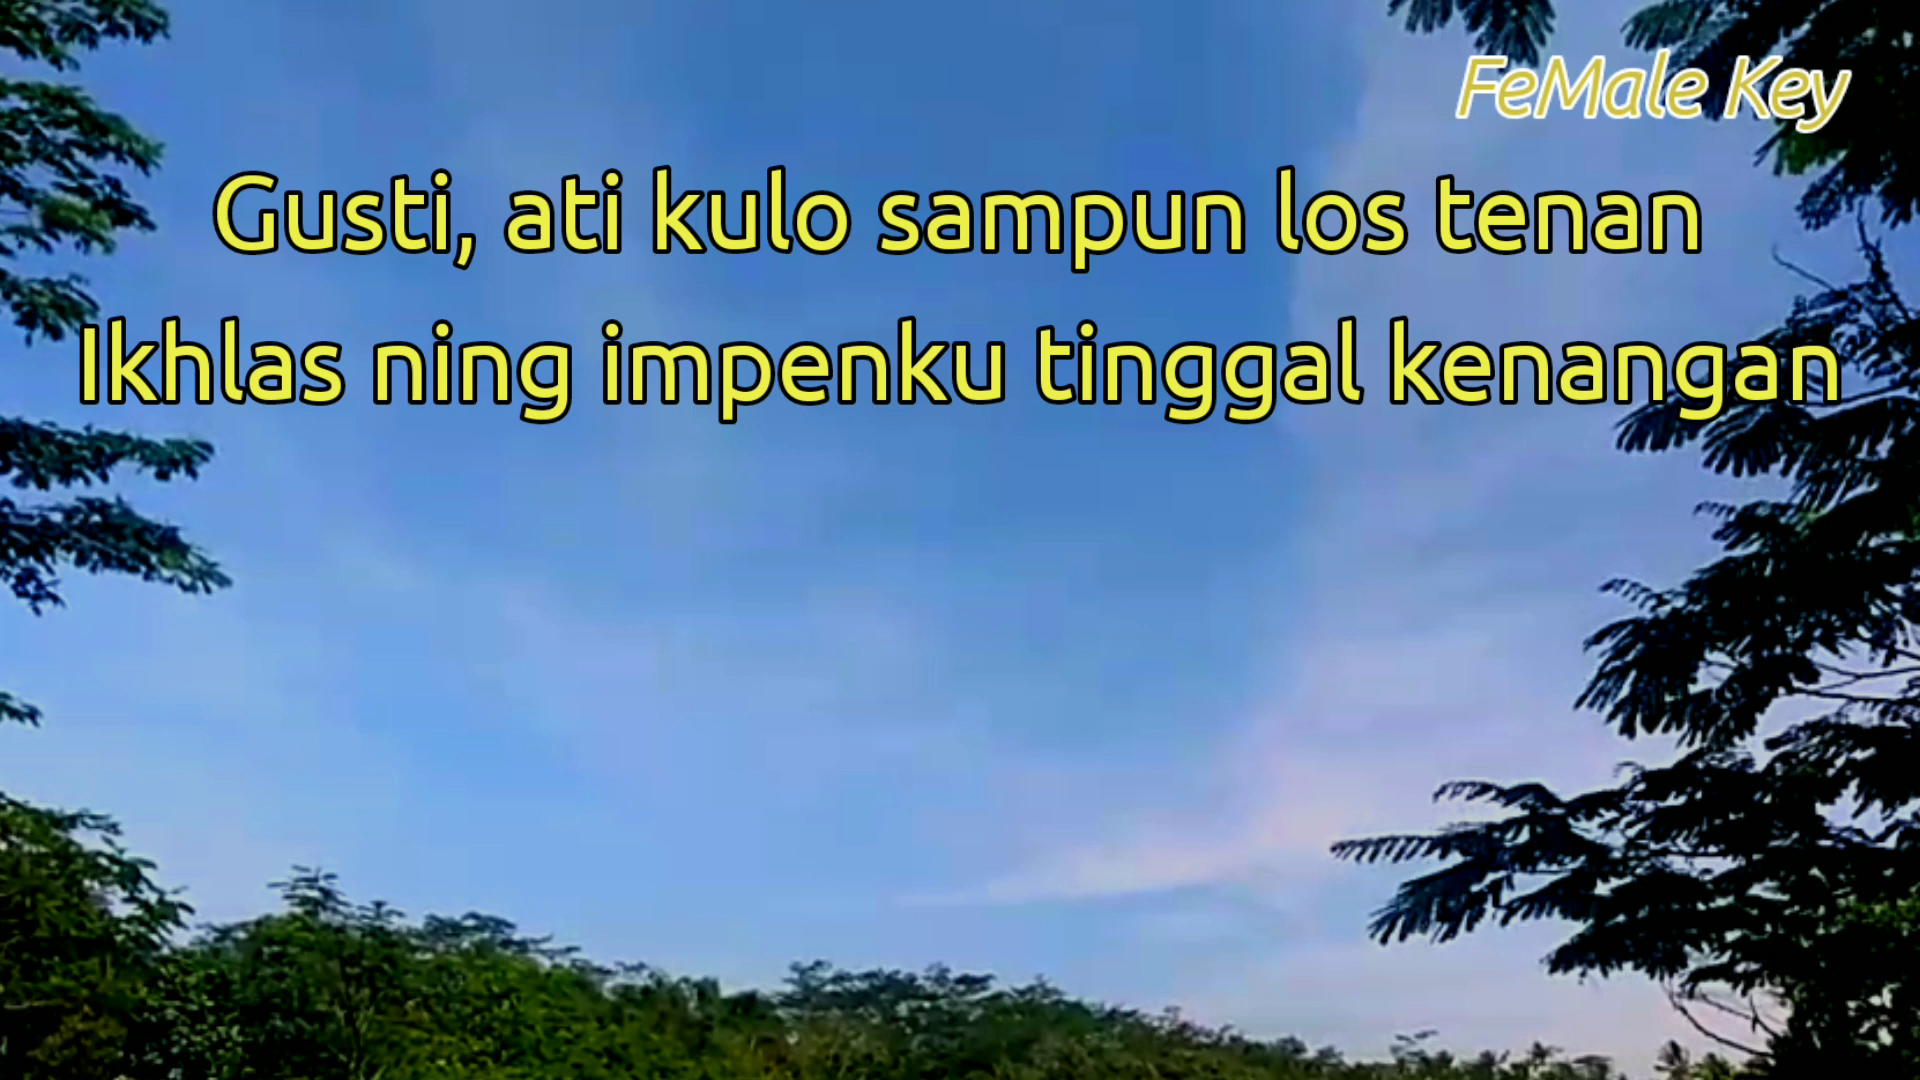 FeMale Key
Gusti, ati kulo sampun los tenan
Ikhlas ning impenku tinggal kenangan